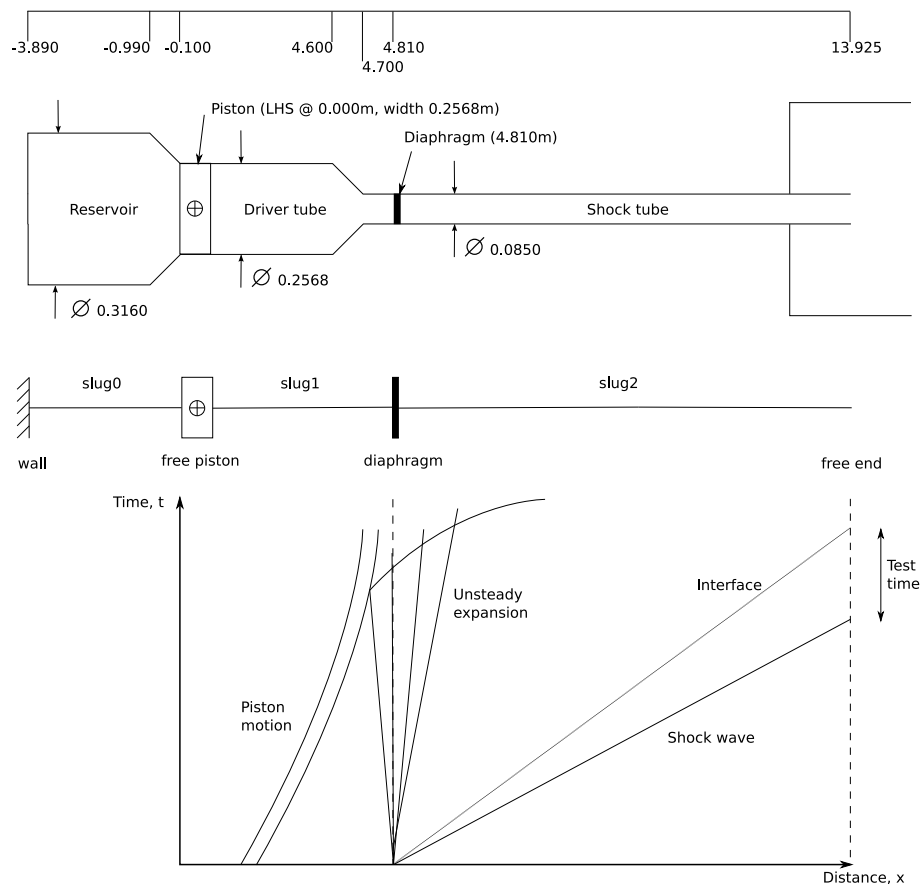 -3.890
-0.990
-0.100
4.600
4.810
13.925
4.700
Piston (LHS @ 0.000m, width 0.2568m)
Diaphragm (4.810m)
Reservoir
Driver tube
Shock tube
∅ 0.0850
∅ 0.2568
∅ 0.3160
slug0
slug1
slug2
wall
free piston
diaphragm
free end
Time, t
Unsteady
expansion
Interface
Test
time
Piston
motion
Shock wave
Distance, x